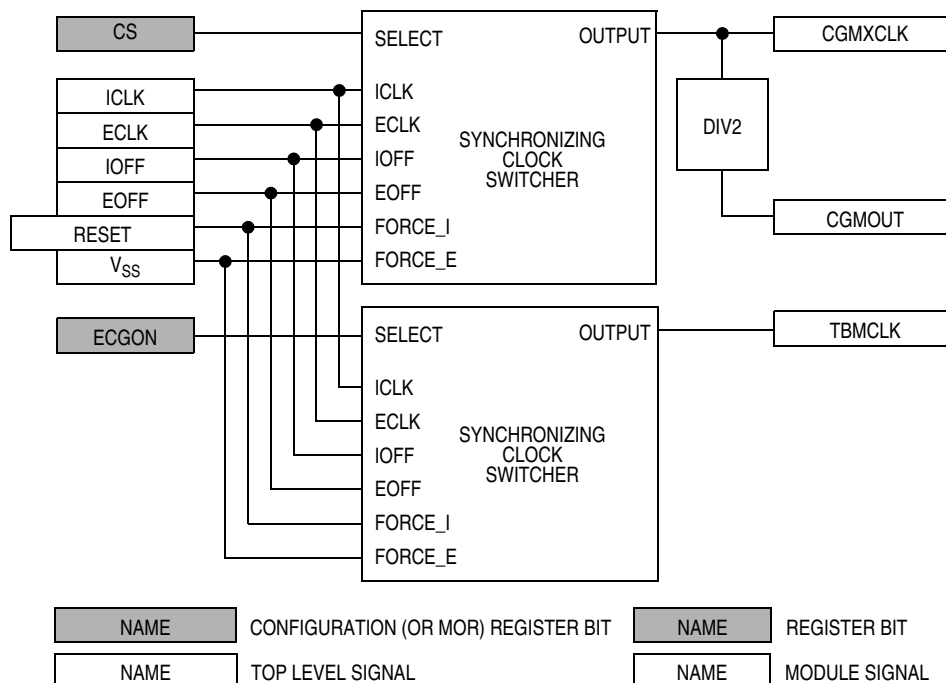 CS
SELECT
OUTPUT
CGMXCLK
ICLK
ECLK
IOFF
EOFF
RESET
VSS
ICLK
ECLK
IOFF
EOFF
FORCE_I
FORCE_E
SYNCHRONIZING
CLOCK
SWITCHER
DIV2
CGMOUT
ECGON
SELECT
OUTPUT
TBMCLK
ICLK
ECLK
IOFF
EOFF
FORCE_I
FORCE_E
SYNCHRONIZING
CLOCK
SWITCHER
NAME CONFIGURATION (OR MOR) REGISTER BIT
NAME REGISTER BIT
NAME TOP LEVEL SIGNAL
NAME MODULE SIGNAL